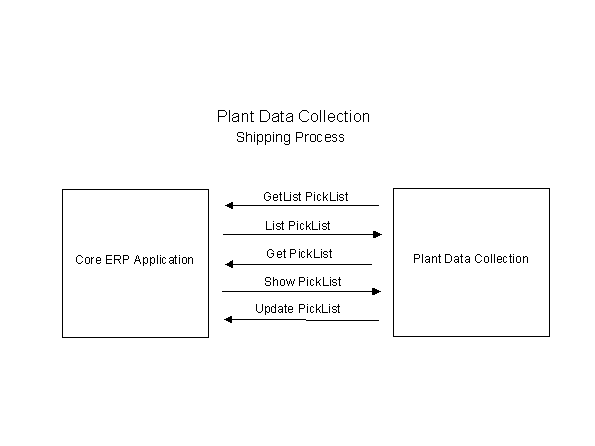 Plant Data Collection
Shipping Process
GetList PickList
List PickList
Get PickList
Show PickList
Update PickList
Core ERP Application
Plant Data Collection